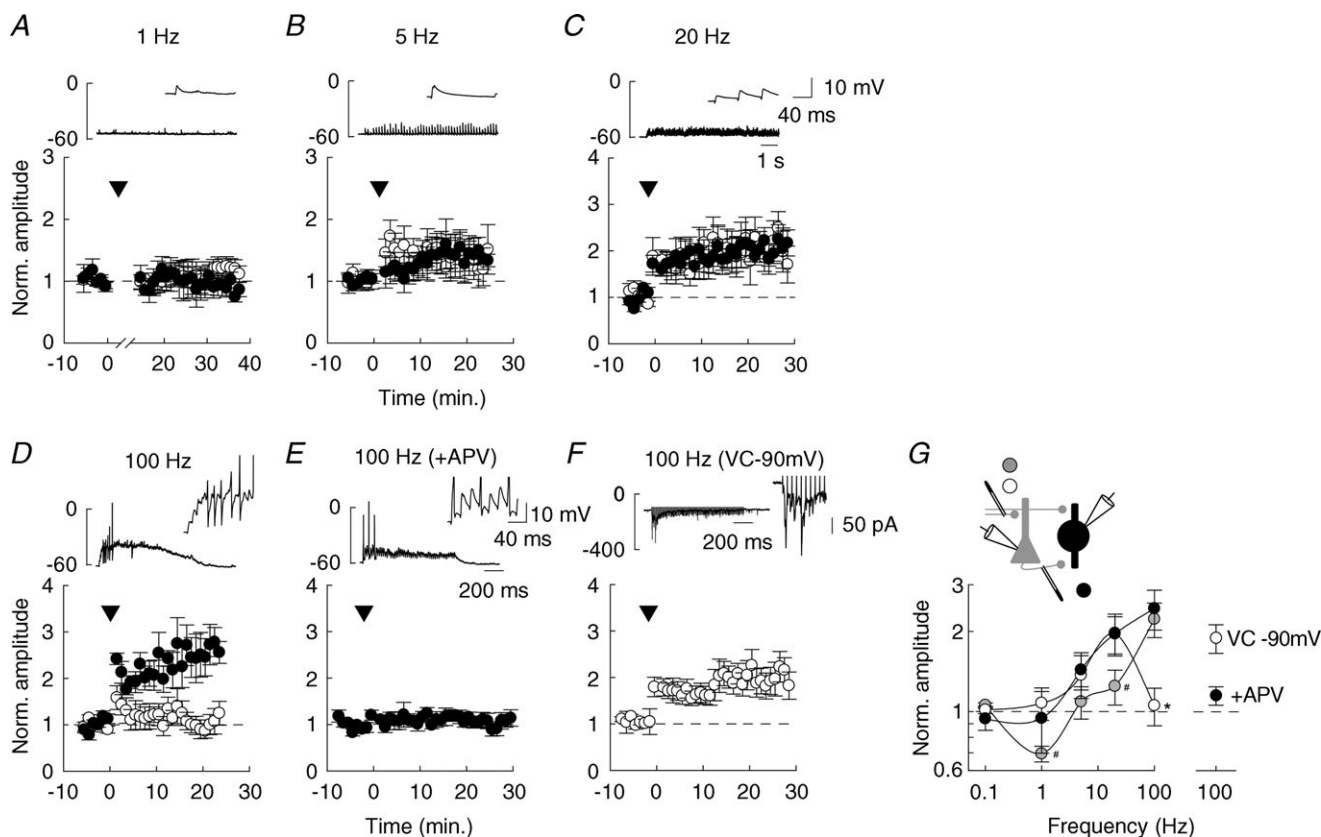 A
1 Hz
B
5 Hz
C
20 Hz
0
-60
0
-60
0
-60
10 mV
40 ms
1 s
Norm. amplitude
3
2
1
0
-10 0 10 20 30 40
3
2
1
0
-10 0 10 20 30
4
3
2
1
0
-10 0 10 20 30
Time (min.)
Time (min.)
D
100 Hz
E
100 Hz (+APV)
F
100 Hz (VC-90mV)
G
0
-60
0
-60
10 mV
40 ms
200 ms
0
-400
200 ms
50 pA
Norm. amplitude
4
3
2
1
0
-10 0 10 20 30
4
3
2
1
0
-10 0 10 20 30
4
3
2
1
0
-10 0 10 20 30
Time (min.)
Norm. amplitude
3
2
1
0.6
#
#
*
0.1 1 10 100
100
Frequency (Hz)
VC -90mV
+APV